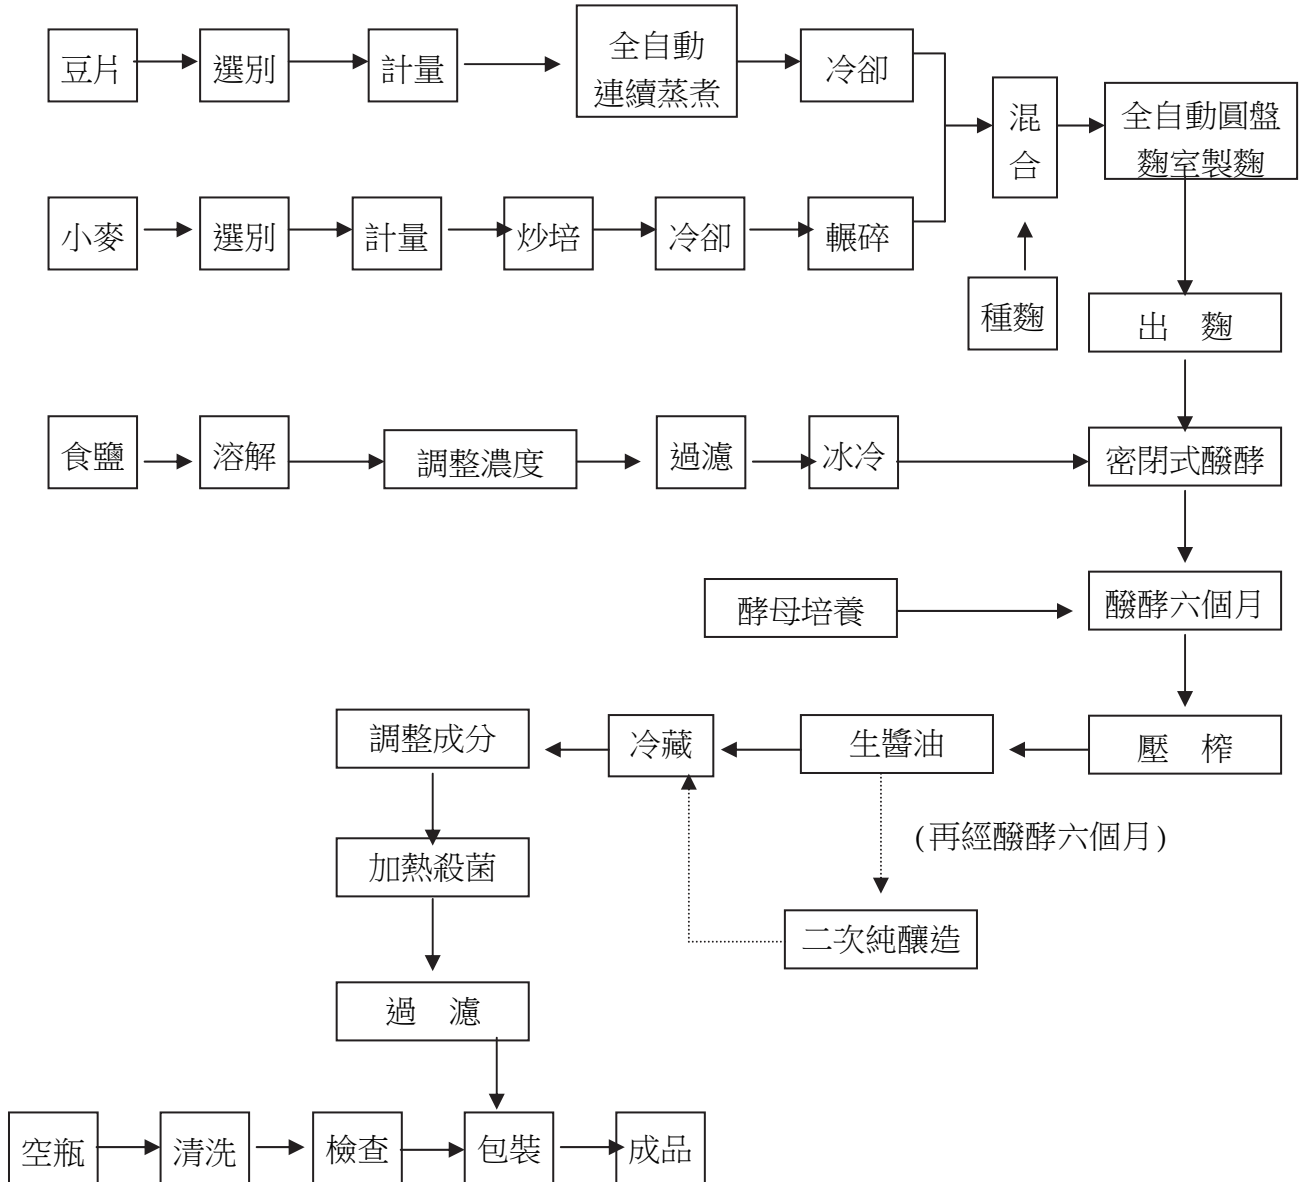 豆片
選別
計量
全自動
連續蒸煮
冷卻
混
合
全自動圓盤
麴室製麴
小麥
選別
計量
炒培
冷卻
輾碎
種麴
出 麴
食鹽
溶解
調整濃度
過濾
冰冷
密閉式醱酵
酵母培養
醱酵六個月
調整成分
冷藏
生醬油
壓 榨
(再經醱酵六個月)
加熱殺菌
二次純釀造
過 濾
空瓶
清洗
檢查
包裝
成品